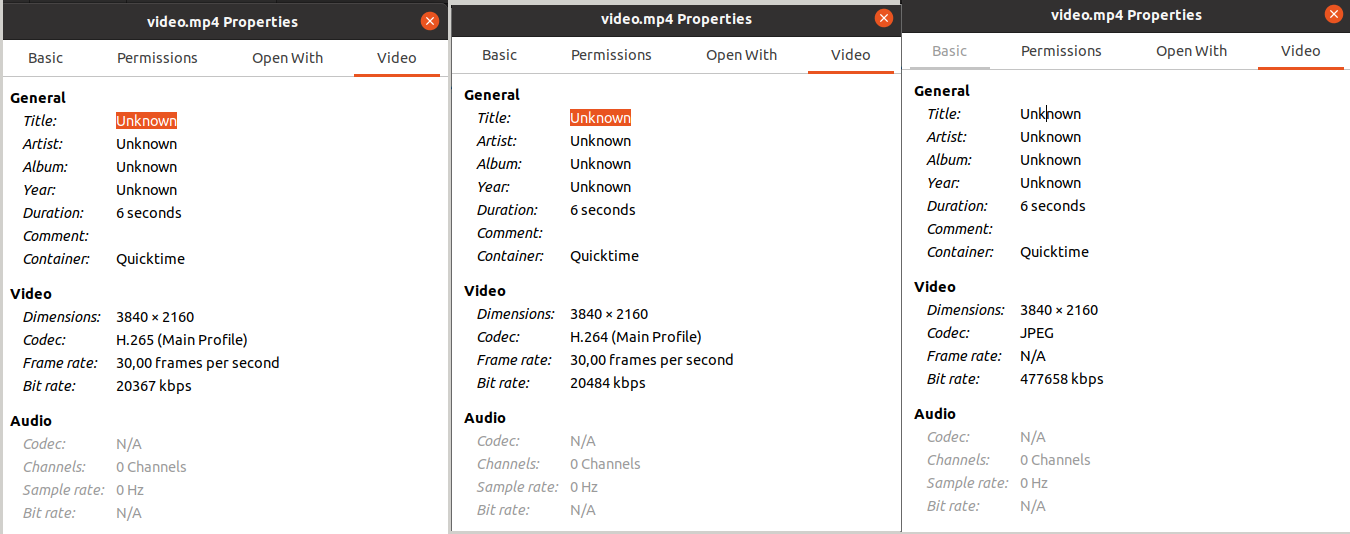 video.mp4 Properties
Basic Permissions Open With Video
General
Title: Unknown
Artist: Unknown
Album: Unknown
Year: Unknown
Duration: 6 seconds
Comment:
Container: Quicktime
Video
Dimensions: 3840 × 2160
Codec: H.265 (Main Profile)
Frame rate: 30,00 frames per second
Bit rate: 20367 kbps
Audio
Codec: N/A
Channels: 0 Channels
Sample rate: 0 Hz
Bit rate: N/A
video.mp4 Properties
Basic Permissions Open With Video
General
Title: Unknown
Artist: Unknown
Album: Unknown
Year: Unknown
Duration: 6 seconds
Comment:
Container: Quicktime
Video
Dimensions: 3840 × 2160
Codec: H.264 (Main Profile)
Frame rate: 30,00 frames per second
Bit rate: 20484 kbps
Audio
Codec: N/A
Channels: 0 Channels
Sample rate: 0 Hz
Bit rate: N/A
video.mp4 Properties
Basic Permissions Open With Video
General
Title: Unknown
Artist: Unknown
Album: Unknown
Year: Unknown
Duration: 6 seconds
Comment:
Container: Quicktime
Video
Dimensions: 3840 × 2160
Codec: JPEG
Frame rate: N/A
Bit rate: 477658 kbps
Audio
Codec: N/A
Channels: 0 Channels
Sample rate: 0 Hz
Bit rate: N/A